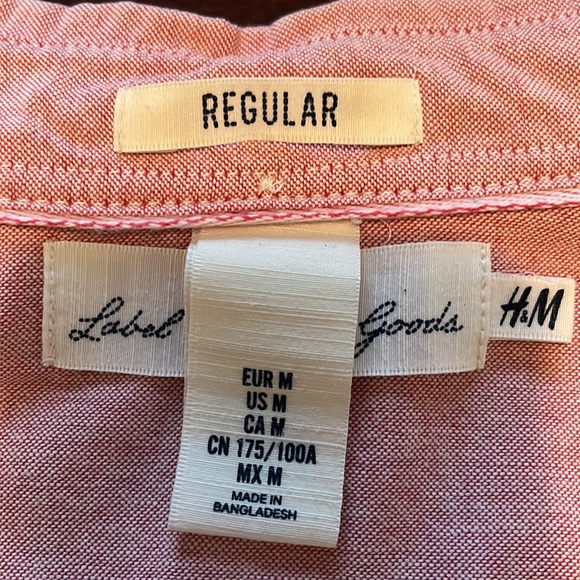 REGULAR
Label Goods
H&M
EUR M
US M
CA M
CN 175/100A
MX M
MADE IN
BANGLADESH